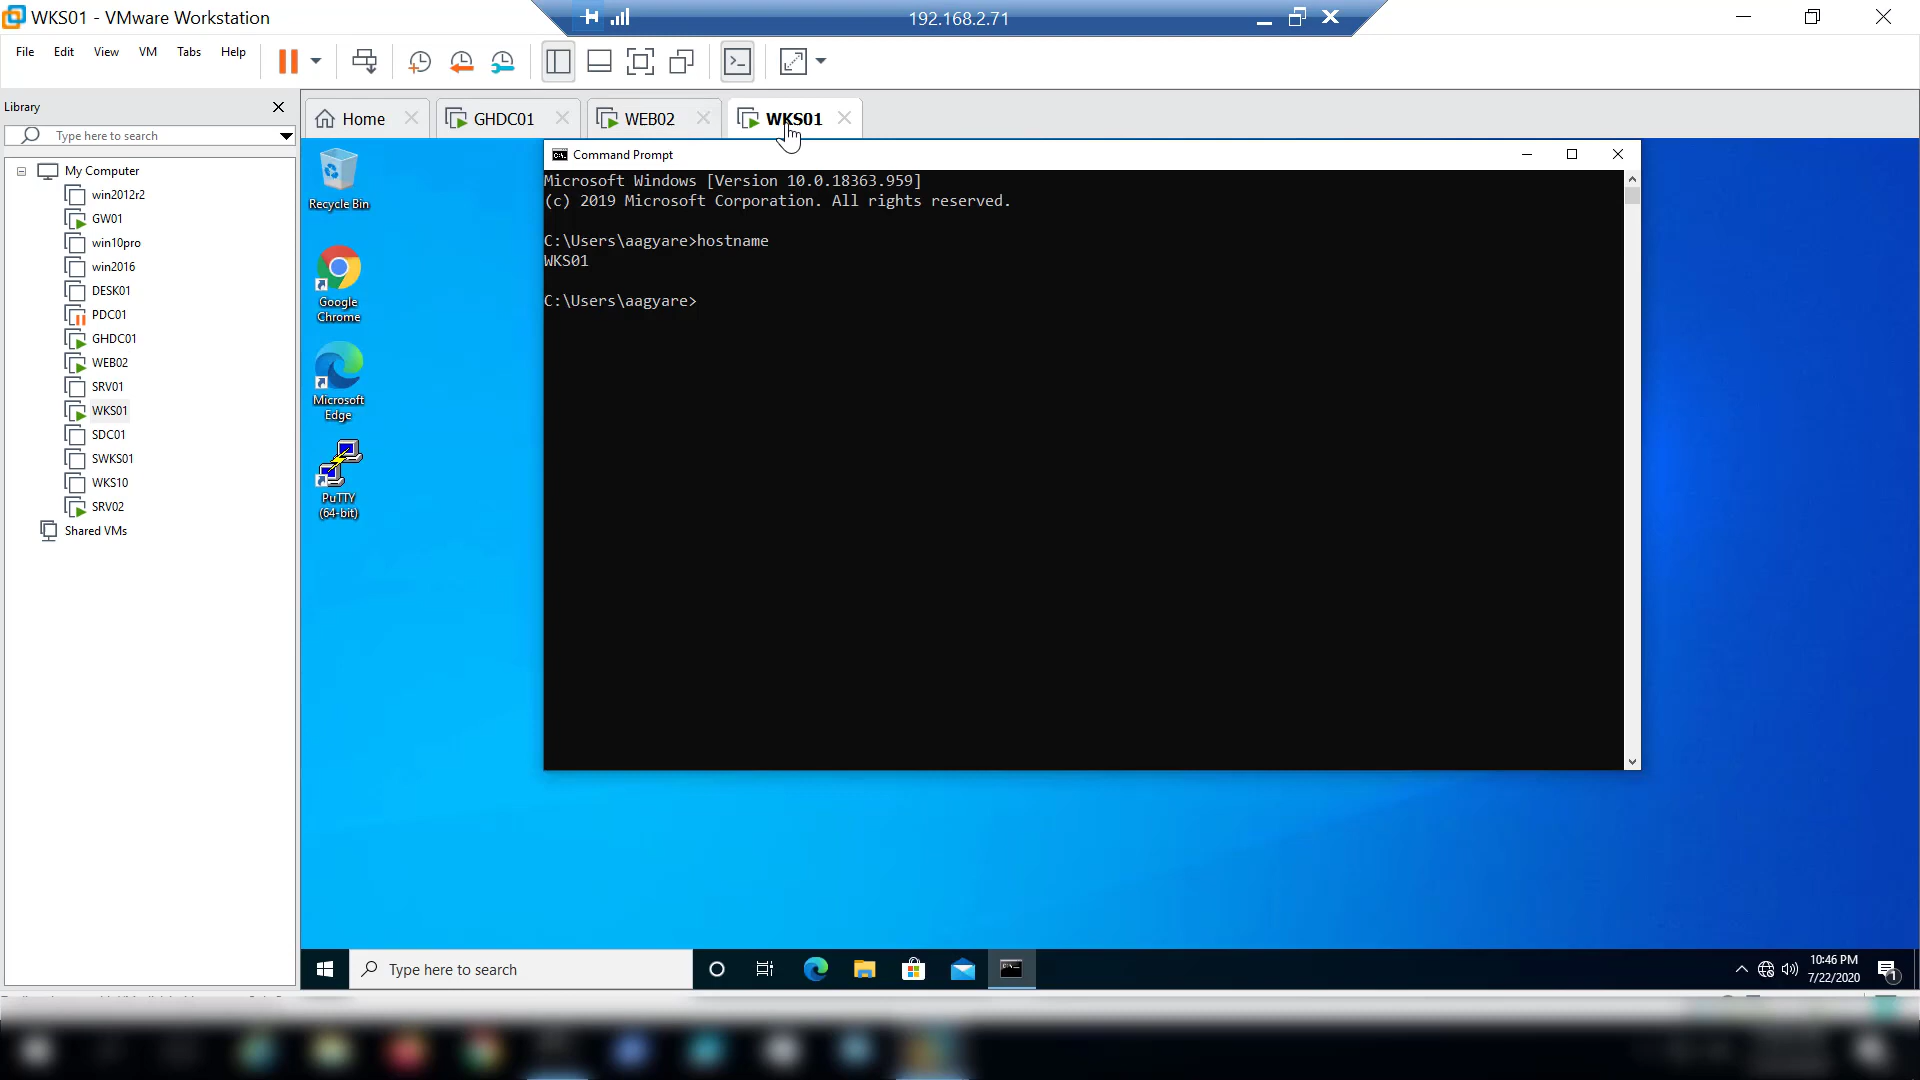 WKS01 - VMware Workstation
192.168.2.71
File Edit View VM Tabs Help
Library
Type here to search
My Computer
win2012r2
GW01
win10pro
win2016
DESK01
PDC01
GHDC01
WEB02
SRV01
WKS01
SDC01
SWKS01
WKS10
SRV02
Shared VMs
Home
GHDC01
WEB02
WKS01
Recycle Bin
Google
Chrome
Microsoft
Edge
PuTTY
(64-bit)
Command Prompt
Microsoft Windows [Version 10.0.18363.959]
(c) 2019 Microsoft Corporation. All rights reserved.
C:\Users\aagyare>hostname
WKS01
C:\Users\aagyare>
Type here to search
10:46 PM
7/22/2020
1